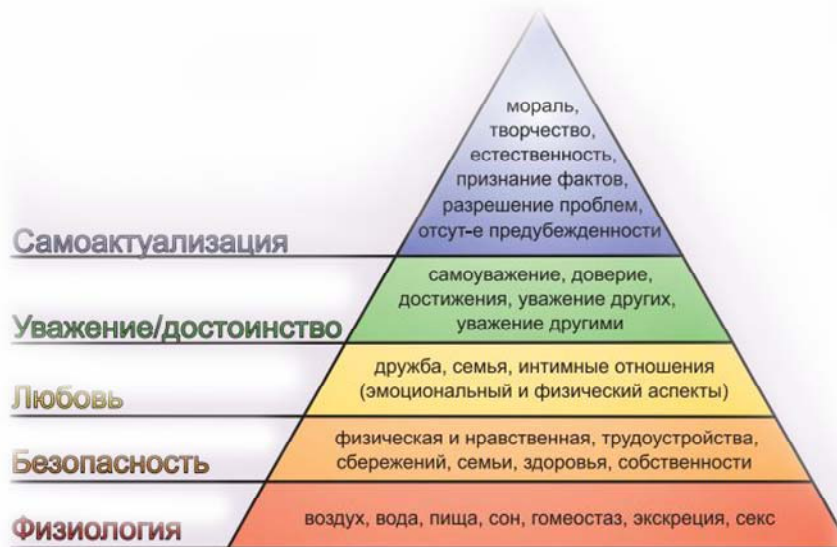 мораль,
творчество,
естественность,
признание фактов,
разрешение проблем,
отсут-е предубежденности
Самоактуализация
самоуважение, доверие,
достижения, уважение других,
уважение другими
Уважение/достоинство
дружба, семья, интимные отношения
(эмоциональный и физический аспекты)
Любовь
физическая и нравственная, трудоустройства,
сбережений, семьи, здоровья, собственности
Безопасность
воздух, вода, пища, сон, гомеостаз, экскреция, секс
Физиология